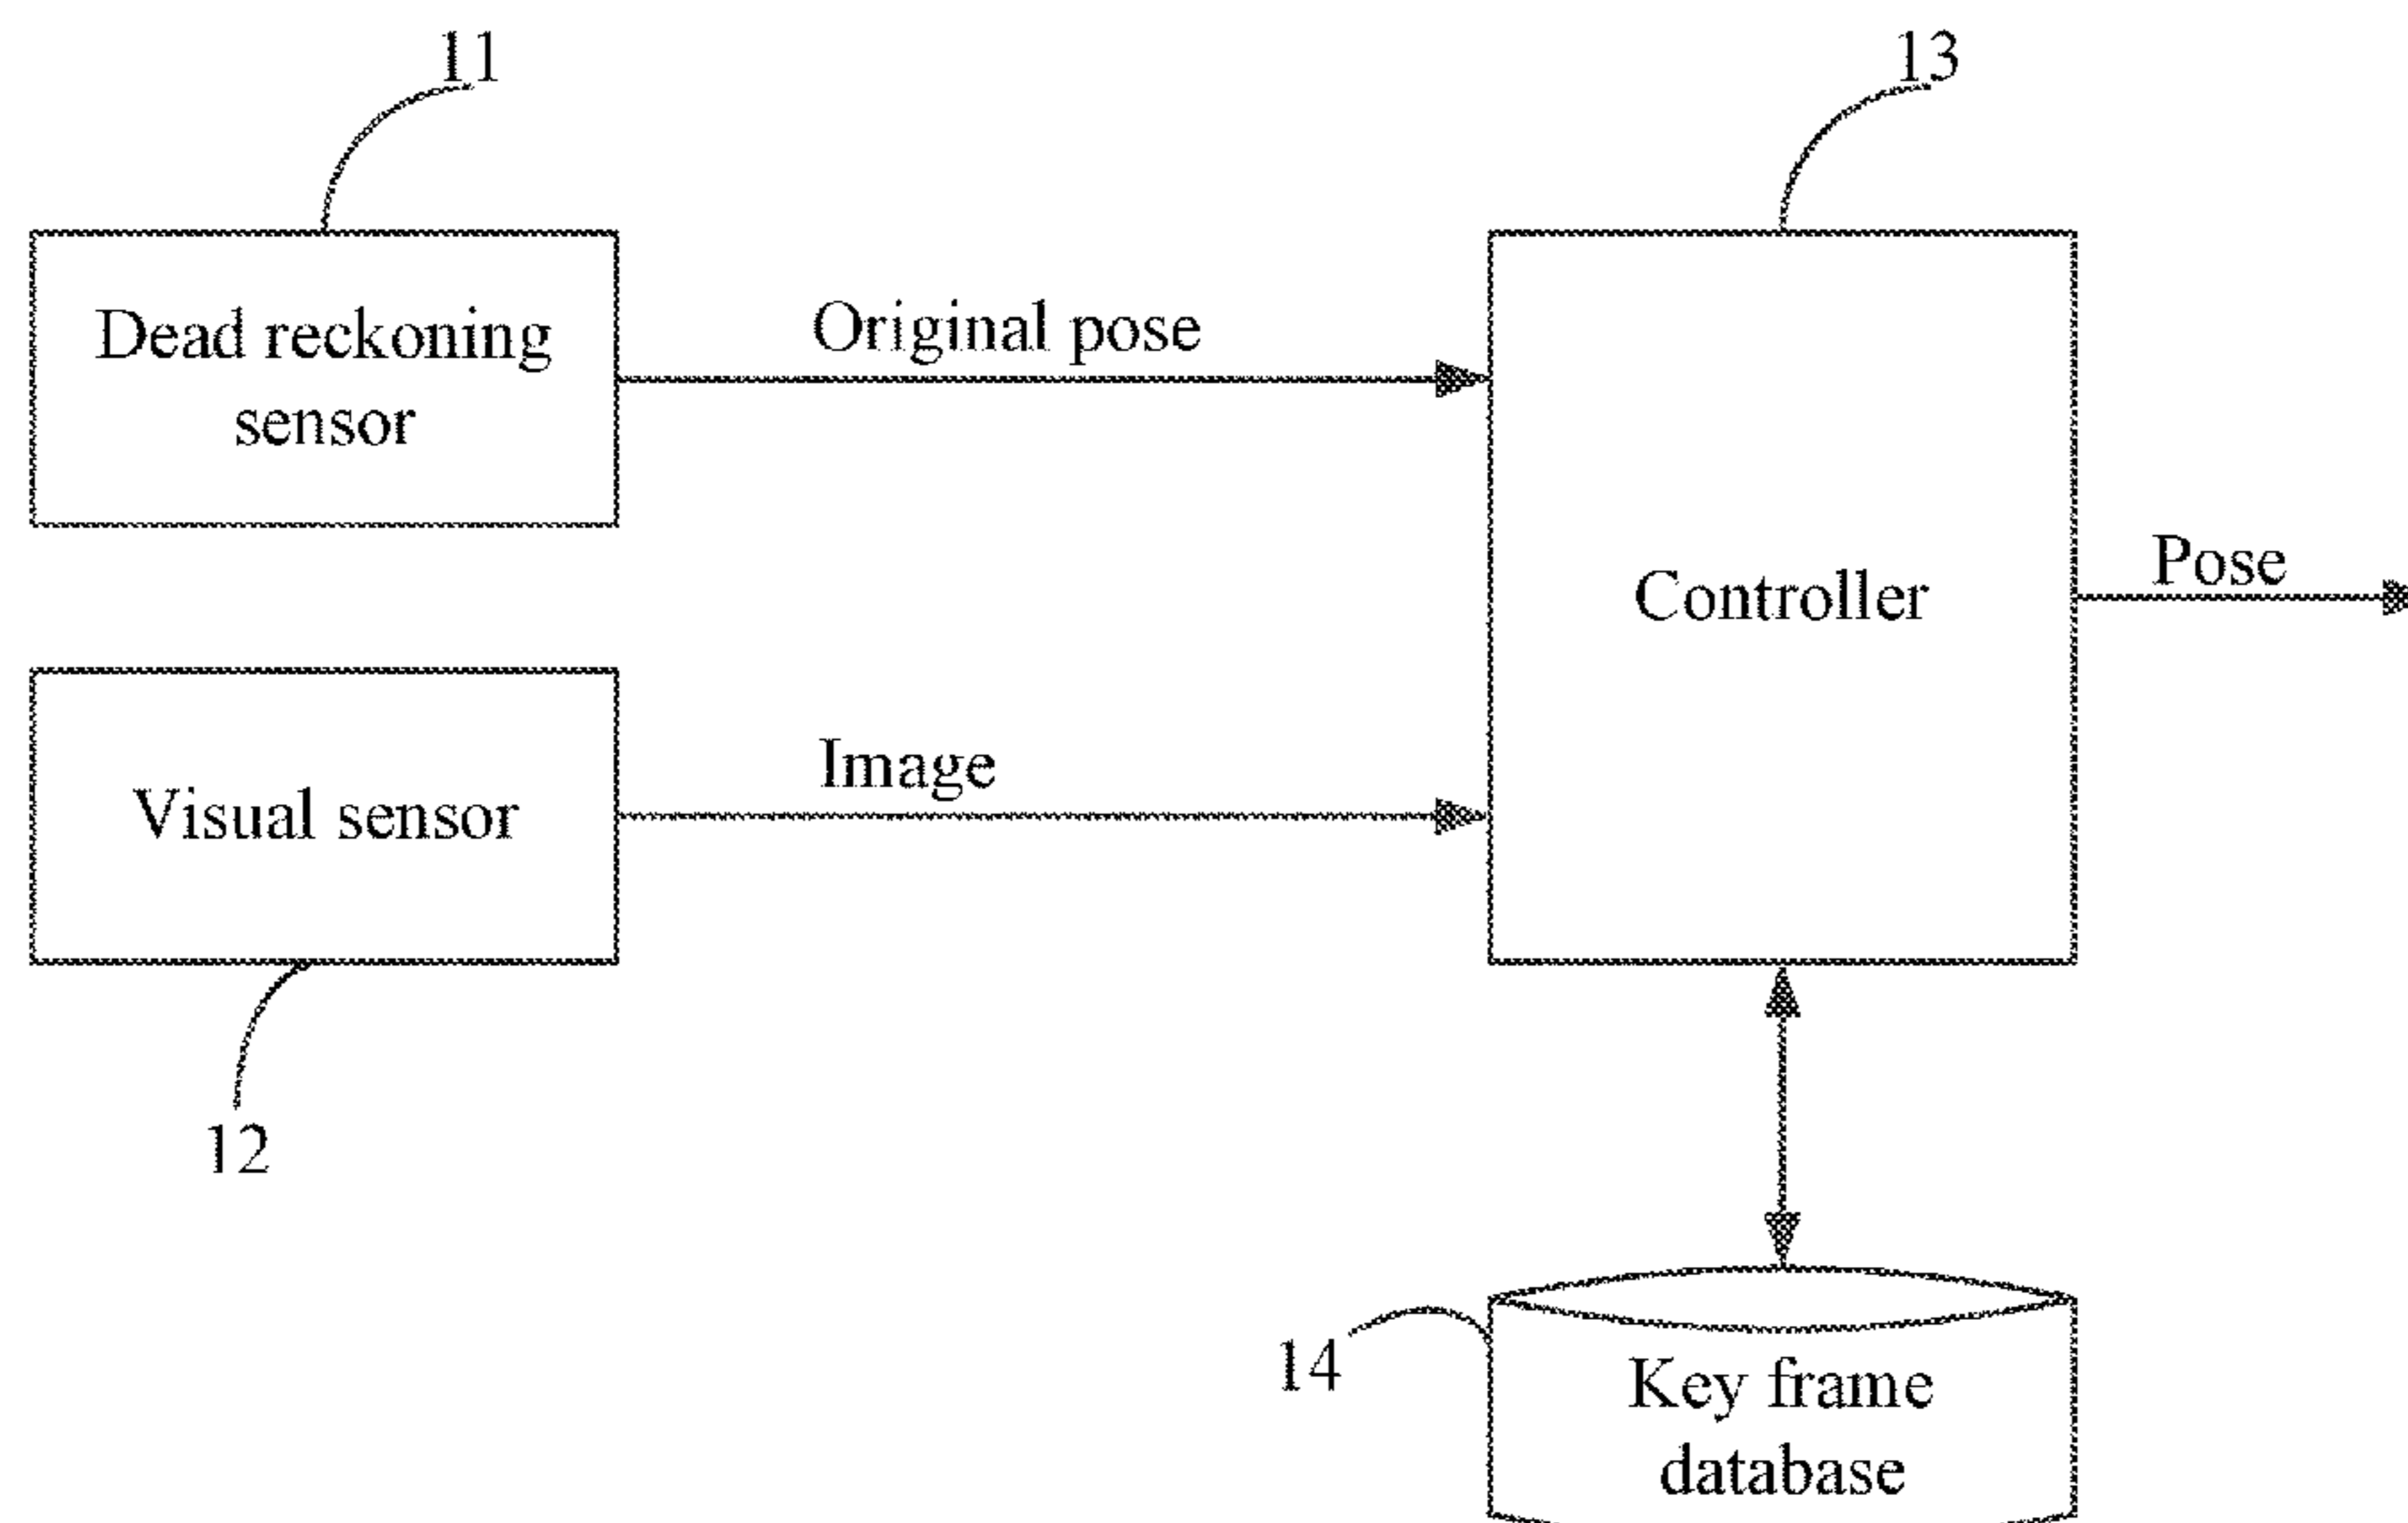 11
13
Dead reckoning
sensor
Original pose
Controller
Pose
Visual sensor
Image
12
14
Key frame
database